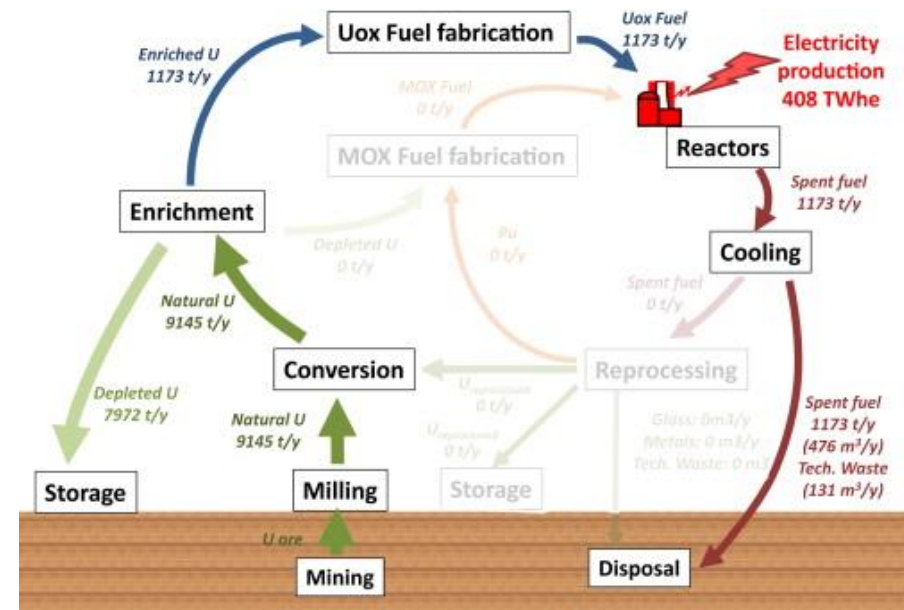 Uox Fuel fabrication
Uox Fuel
1173 t/y
Enriched U
1173 t/y
Electricity
production
408 TWhe
MOX Fuel
0 t/y
MOX Fuel fabrication
Reactors
Spent fuel
1173 t/y
Enrichment
Depleted U
0 t/y
Pu
0 t/y
Cooling
Spent fuel
0 t/y
Natural U
9145 t/y
Conversion
Reprocessing
Depleted U
7972 t/y
Natural U
9145 t/y
U reprocessed
0 t/y
U reprocessed
0 t/y
Glass: 0m3/y
Metals: 0 m3/y
Tech. Waste: 0 m3
Spent fuel
1173 t/y
(476 m³/y)
Tech. Waste
(131 m³/y)
Storage
Milling
Storage
U ore
Mining
Disposal